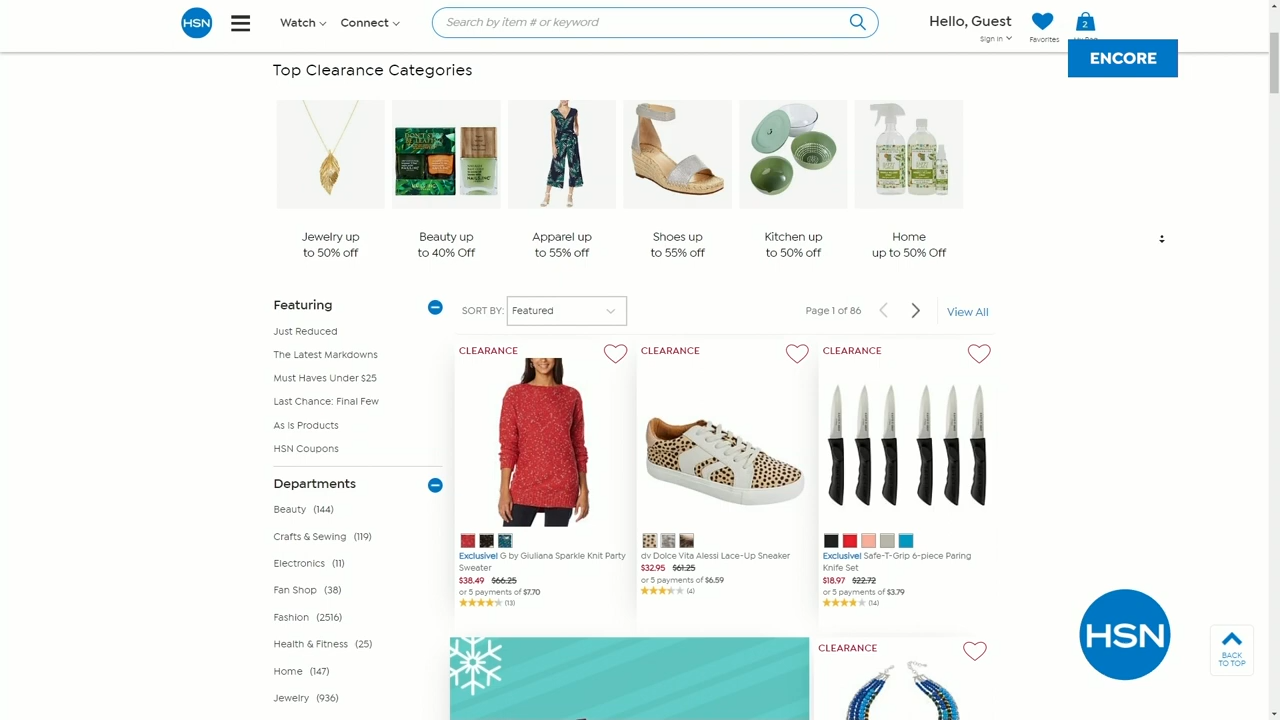 HSN
Watch
Connect
Search by item # or keyword
Hello, Guest
Sign In
Favorites
2
ENCORE
Top Clearance Categories
Jewelry up
to 50% off
Beauty up
to 40% Off
Apparel up
to 55% off
Shoes up
to 55% off
Kitchen up
to 50% off
Home
up to 50% Off
Featuring
Just Reduced
The Latest Markdowns
Must Haves Under $25
Last Chance: Final Few
As Is Products
HSN Coupons
Departments
Beauty (144)
Crafts & Sewing (119)
Electronics (11)
Fan Shop (38)
Fashion (2516)
Health & Fitness (25)
Home (147)
Jewelry (936)
SORT BY: Featured
Page 1 of 86
View All
CLEARANCE
Exclusive! G by Giuliana Sparkle Knit Party
Sweater
$38.49 $66.25
or 5 payments of $7.70
(13)
CLEARANCE
dv Dolce Vita Alessi Lace-Up Sneaker
$32.95 $61.25
or 5 payments of $6.59
(4)
CLEARANCE
Exclusive! Safe-T-Grip 6-piece Paring
Knife Set
$18.97 $22.72
or 5 payments of $3.79
(14)
CLEARANCE
HSN
BACK
TO TOP